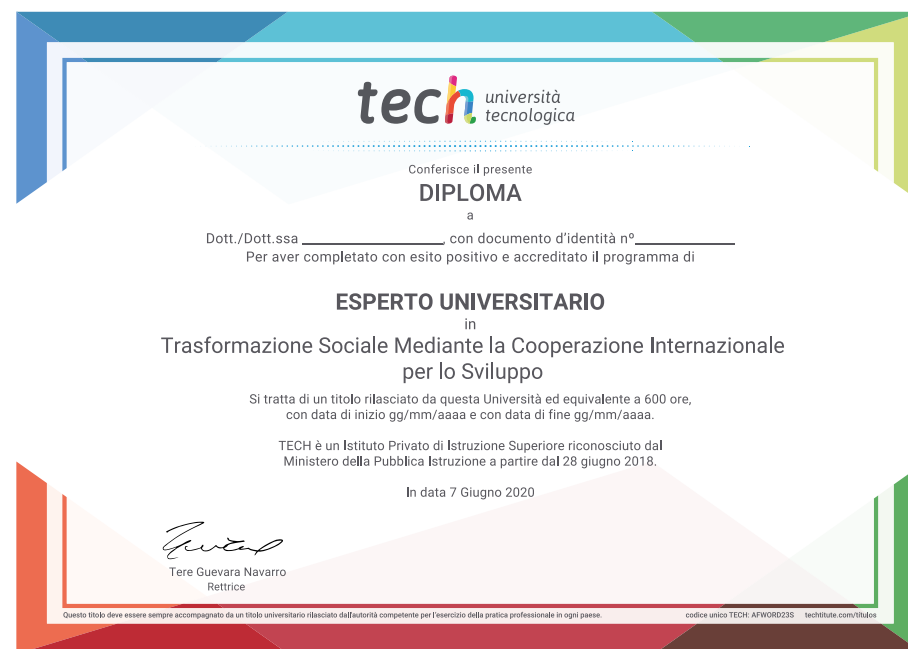 tech università
tecnologica
Conferisce il presente
DIPLOMA
a
Dott./Dott.ssa ____________________, con documento d'identità nº______________
Per aver completato con esito positivo e accreditato il programma di
ESPERTO UNIVERSITARIO
in
Trasformazione Sociale Mediante la Cooperazione Internazionale
per lo Sviluppo
Si tratta di un titolo rilasciato da questa Università ed equivalente a 600 ore,
con data di inizio gg/mm/aaaa e con data di fine gg/mm/aaaa.
TECH è un Istituto Privato di Istruzione Superiore riconosciuto dal
Ministero della Pubblica Istruzione a partire dal 28 giugno 2018.
In data 7 Giugno 2020
Tere Guevara Navarro
Rettrice
Questo titolo deve essere sempre accompagnato da un titolo universitario rilasciato dall'autorità competente per l'esercizio della pratica professionale in ogni paese. codice unico TECH: AFWORD23S techtitute.com/titulos